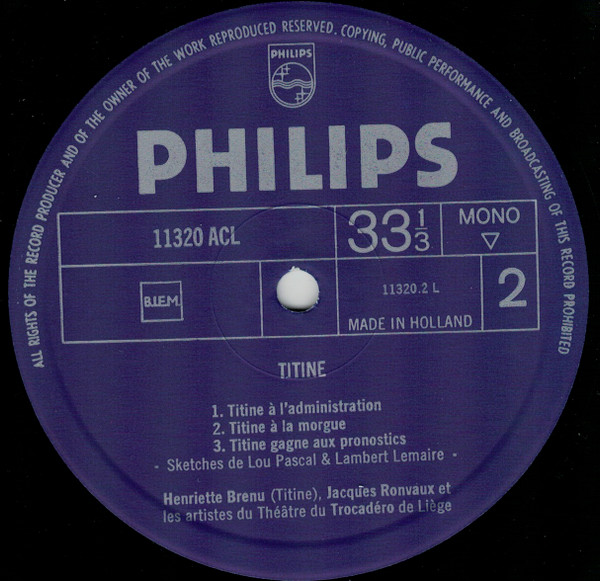 ALL RIGHTS OF THE RECORD PRODUCER AND OF THE OWNER OF THE WORK REPRODUCED RESERVED. COPYING, PUBLIC PERFORMANCE AND BROADCASTING OF THIS RECORD PROHIBITED
PHILIPS
PHILIPS
11320 ACL
33 1/3
MONO
B.I.E.M.
11320.2 L
2
MADE IN HOLLAND
TITINE
1. Titine à l'administration
2. Titine à la morgue
3. Titine gagne aux pronostics
- Sketches de Lou Pascal & Lambert Lemaire -
Henriette Brenu (Titine), Jacques Ronvaux et
les artistes du Théâtre du Trocadéro de Liège